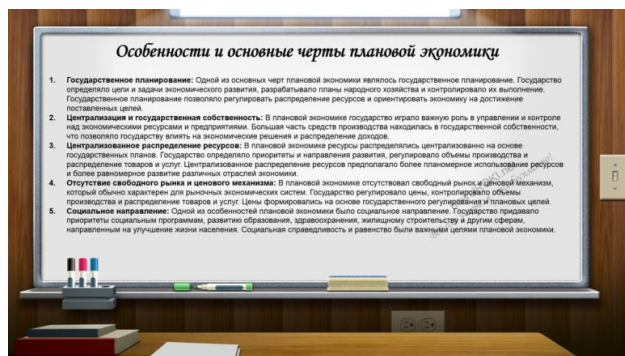 Особенности и основные черты плановой экономики
1. Государственное планирование: Одной из основных черт плановой экономики являлось государственное планирование. Государство
определяло цели и задачи экономического развития, разрабатывало планы народного хозяйства и контролировало их выполнение.
Государственное планирование позволяло регулировать распределение ресурсов и ориентировать экономику на достижение
поставленных целей.
2. Централизация и государственная собственность: В плановой экономике государство играло важную роль в управлении и контроле
над экономическими ресурсами и предприятиями. Большая часть средств производства находилась в государственной собственности,
что позволяло государству влиять на экономические решения и распределение доходов.
3. Централизованное распределение ресурсов: В плановой экономике ресурсы распределялись централизованно на основе
государственных планов. Государство определяло приоритеты и направления развития, регулировало объемы производства и
распределение товаров и услуг. Централизованное распределение ресурсов предполагало более планомерное использование ресурсов
и более равномерное развитие различных отраслей экономики.
4. Отсутствие свободного рынка и ценового механизма: В плановой экономике отсутствовал свободный рынок и ценовой механизм,
который обычно характерен для рыночных экономических систем. Государство регулировало цены, контролировало объемы
производства и распределение товаров и услуг. Цены формировались на основе государственного регулирования и плановых целей.
5. Социальное направление: Одной из особенностей плановой экономики было социальное направление. Государство придавало
приоритеты социальным программам, развитию образования, здравоохранения, жилищному строительству и другим сферам,
направленным на улучшение жизни населения. Социальная справедливость и равенство были важными целями плановой экономики.